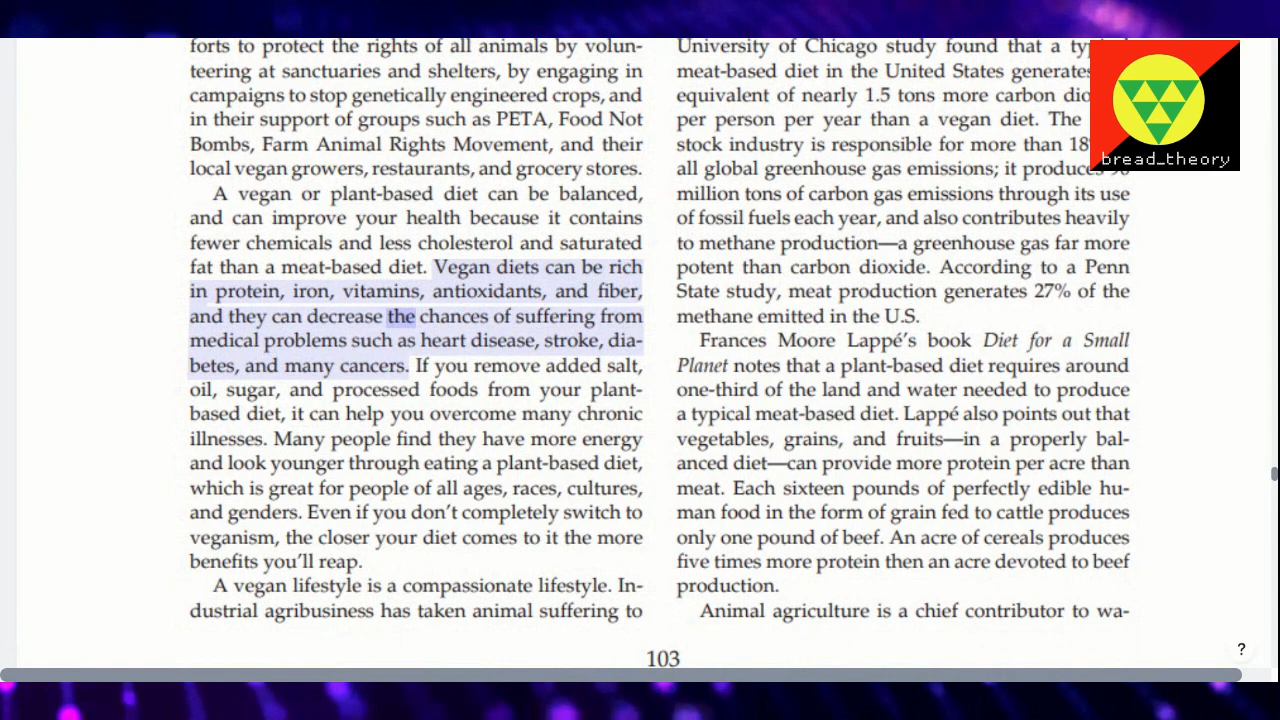 forts to protect the rights of all animals by volun-
teering at sanctuaries and shelters, by engaging in
campaigns to stop genetically engineered crops, and
in their support of groups such as PETA, Food Not
Bombs, Farm Animal Rights Movement, and their
local vegan growers, restaurants, and grocery stores.
A vegan or plant-based diet can be balanced,
and can improve your health because it contains
fewer chemicals and less cholesterol and saturated
fat than a meat-based diet. Vegan diets can be rich
in protein, iron, vitamins, antioxidants, and fiber,
and they can decrease the chances of suffering from
medical problems such as heart disease, stroke, dia-
betes, and many cancers. If you remove added salt,
oil, sugar, and processed foods from your plant-
based diet, it can help you overcome many chronic
illnesses. Many people find they have more energy
and look younger through eating a plant-based diet,
which is great for people of all ages, races, cultures,
and genders. Even if you don't completely switch to
veganism, the closer your diet comes to it the more
benefits you'll reap.
A vegan lifestyle is a compassionate lifestyle. In-
dustrial agribusiness has taken animal suffering to
University of Chicago study found that a
meat-based diet in the United States generates
equivalent of nearly 1.5 tons more carbon
per person per year than a vegan diet. The
stock industry is responsible for more than
all global greenhouse gas emissions; it produces
million tons of carbon gas emissions through its use
of fossil fuels each year, and also contributes heavily
to methane production—a greenhouse gas far more
potent than carbon dioxide. According to a Penn
State study, meat production generates 27% of the
methane emitted in the U.S.
Frances Moore Lappé's book Diet for a Small
Planet notes that a plant-based diet requires around
one-third of the land and water needed to produce
a typical meat-based diet. Lappé also points out that
vegetables, grains, and fruits—in a properly bal-
anced diet—can provide more protein per acre than
meat. Each sixteen pounds of perfectly edible hu-
man food in the form of grain fed to cattle produces
only one pound of beef. An acre of cereals produces
five times more protein then an acre devoted to beef
production.
Animal agriculture is a chief contributor to wa-
103
bread_theory
?